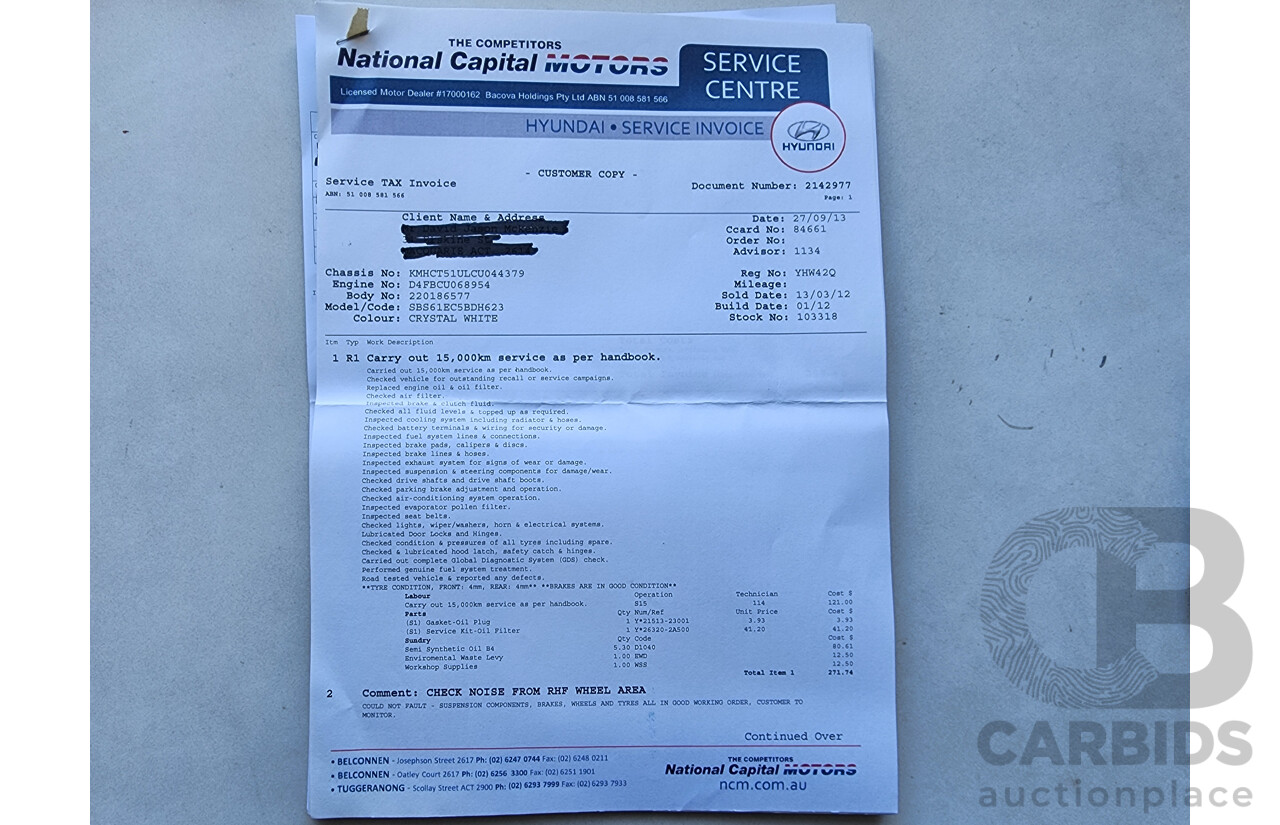 THE COMPETITORS
National Capital MOTORS
SERVICE CENTRE
Licensed Motor Dealer #17000162 Bacova Holdings Pty Ltd ABN 51 008 581 566
HYUNDAI • SERVICE INVOICE
HYUNDAI
- CUSTOMER COPY -
Service TAX Invoice
Document Number: 2142977
ABN: 51 008 581 566
Page: 1
Client Name & Address
Date: 27/09/13
Ccard No: 84661
Order No:
Advisor: 1134
Chassis No: KMHCT51ULCU044379
Reg No: YHW42Q
Engine No: D4FBCU068954
Mileage:
Body No: 220186577
Sold Date: 13/03/12
Model/Code: SBS61EC5BDH623
Build Date: 01/12
Colour: CRYSTAL WHITE
Stock No: 103318
Itm Typ Work Description
1 R1 Carry out 15,000km service as per handbook.
Carried out 15,000km service as per handbook.
Checked vehicle for outstanding recall or service campaigns.
Replaced engine oil & oil filter.
Checked air filter.
Inspected brake & clutch fluid.
Checked all fluid levels & topped up as required.
Inspected cooling system including radiator & hoses.
Checked battery terminals & wiring for security or damage.
Inspected fuel system lines & connections.
Inspected brake pads, calipers & discs.
Inspected brake lines & hoses.
Inspected exhaust system for signs of wear or damage.
Inspected suspension & steering components for damage/wear.
Checked drive shafts and drive shaft boots.
Checked parking brake adjustment and operation.
Checked air-conditioning system operation.
Inspected evaporator pollen filter.
Inspected seat belts.
Checked lights, wiper/washers, horn & electrical systems.
Lubricated Door Locks and Hinges.
Checked condition & pressures of all tyres including spare.
Checked & lubricated hood latch, safety catch & hinges.
Carried out complete Global Diagnostic System (GDS) check.
Performed genuine fuel system treatment.
Road tested vehicle & reported any defects.
**TYRE CONDITION, FRONT: 4mm, REAR: 4mm** **BRAKES ARE IN GOOD CONDITION**
Labour Operation Technician Cost $
Carry out 15,000km service as per handbook. S15 114 121.00
Parts Qty Num/Ref Unit Price Cost $
(S1) Gasket-Oil Plug 1 Y*21513-23001 3.93 3.93
(S1) Service Kit-Oil Filter 1 Y*26320-2A500 41.20 41.20
Sundry Qty Code Cost $
Semi Synthetic Oil B4 5.30 D1040 80.61
Enviromental Waste Levy 1.00 EWD 12.50
Workshop Supplies 1.00 WSS 12.50
Total Item 1 271.74
2 Comment: CHECK NOISE FROM RHF WHEEL AREA
COULD NOT FAULT - SUSPENSION COMPONENTS, BRAKES, WHEELS AND TYRES ALL IN GOOD WORKING ORDER, CUSTOMER TO
MONITOR.
Continued Over
• BELCONNEN - Josephson Street 2617 Ph: (02) 6247 0744 Fax: (02) 6248 0211
• BELCONNEN - Oatley Court 2617 Ph: (02) 6256 3300 Fax: (02) 6251 1901
• TUGGERANONG - Scollay Street ACT 2900 Ph: (02) 6293 7999 Fax: (02) 6293 7933
THE COMPETITORS
National Capital MOTORS
ncm.com.au
CB
CARBIDS
auctionplace